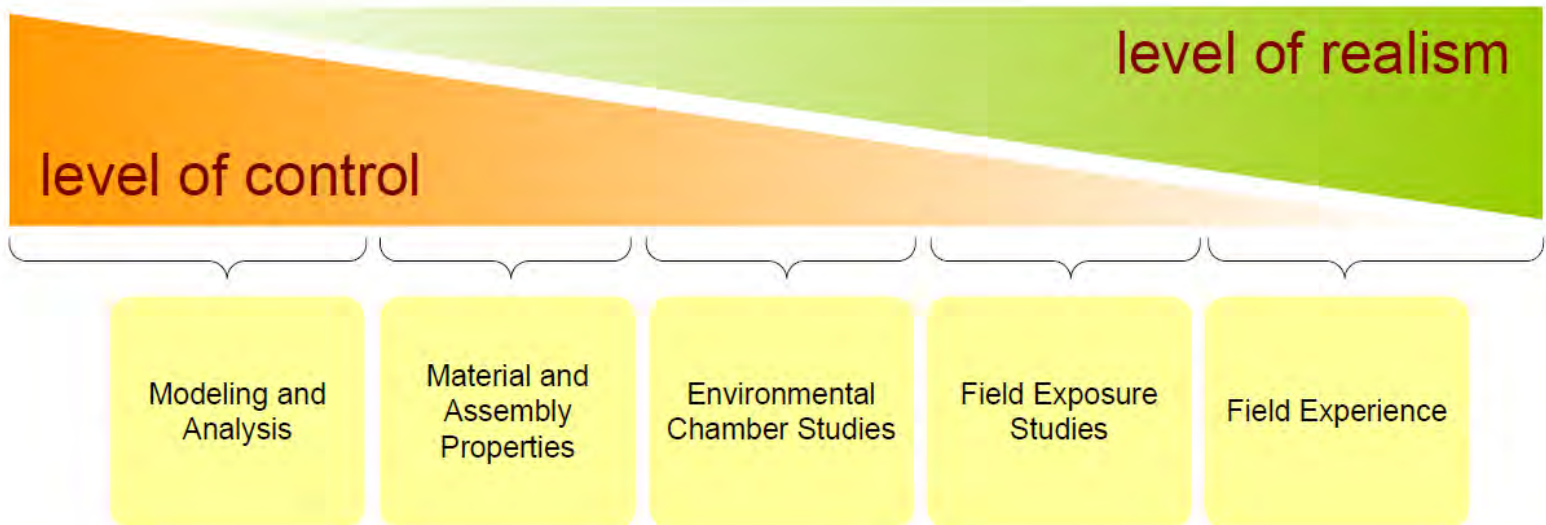 level of realism
level of control
Modeling and
Analysis
Material and
Assembly
Properties
Environmental
Chamber Studies
Field Exposure
Studies
Field Experience